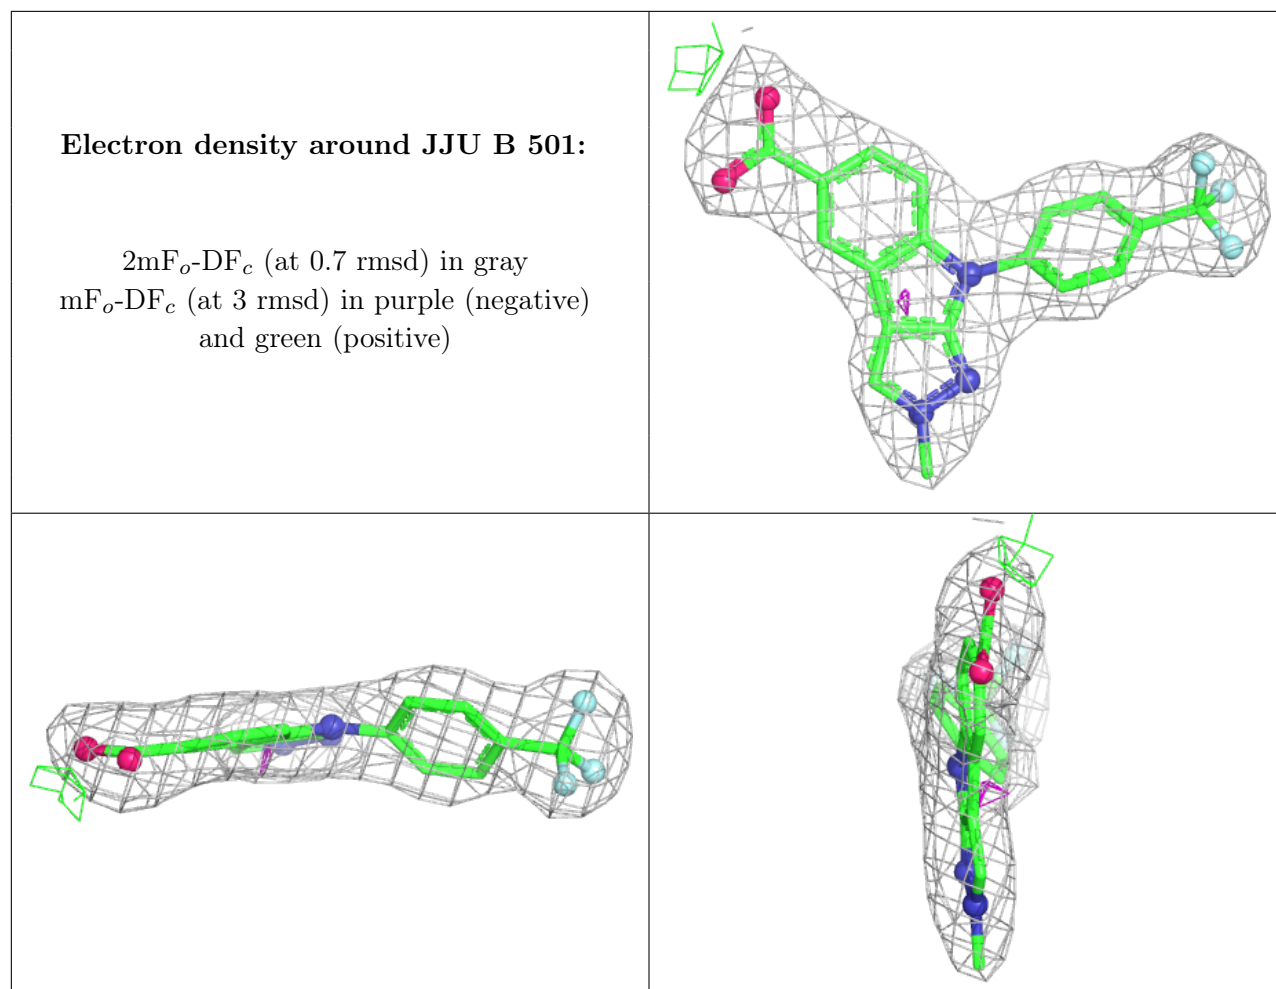 Electron density around JJU B 501:
2mFo-DFc (at 0.7 rmsd) in gray
mFo-DFc (at 3 rmsd) in purple (negative)
and green (positive)